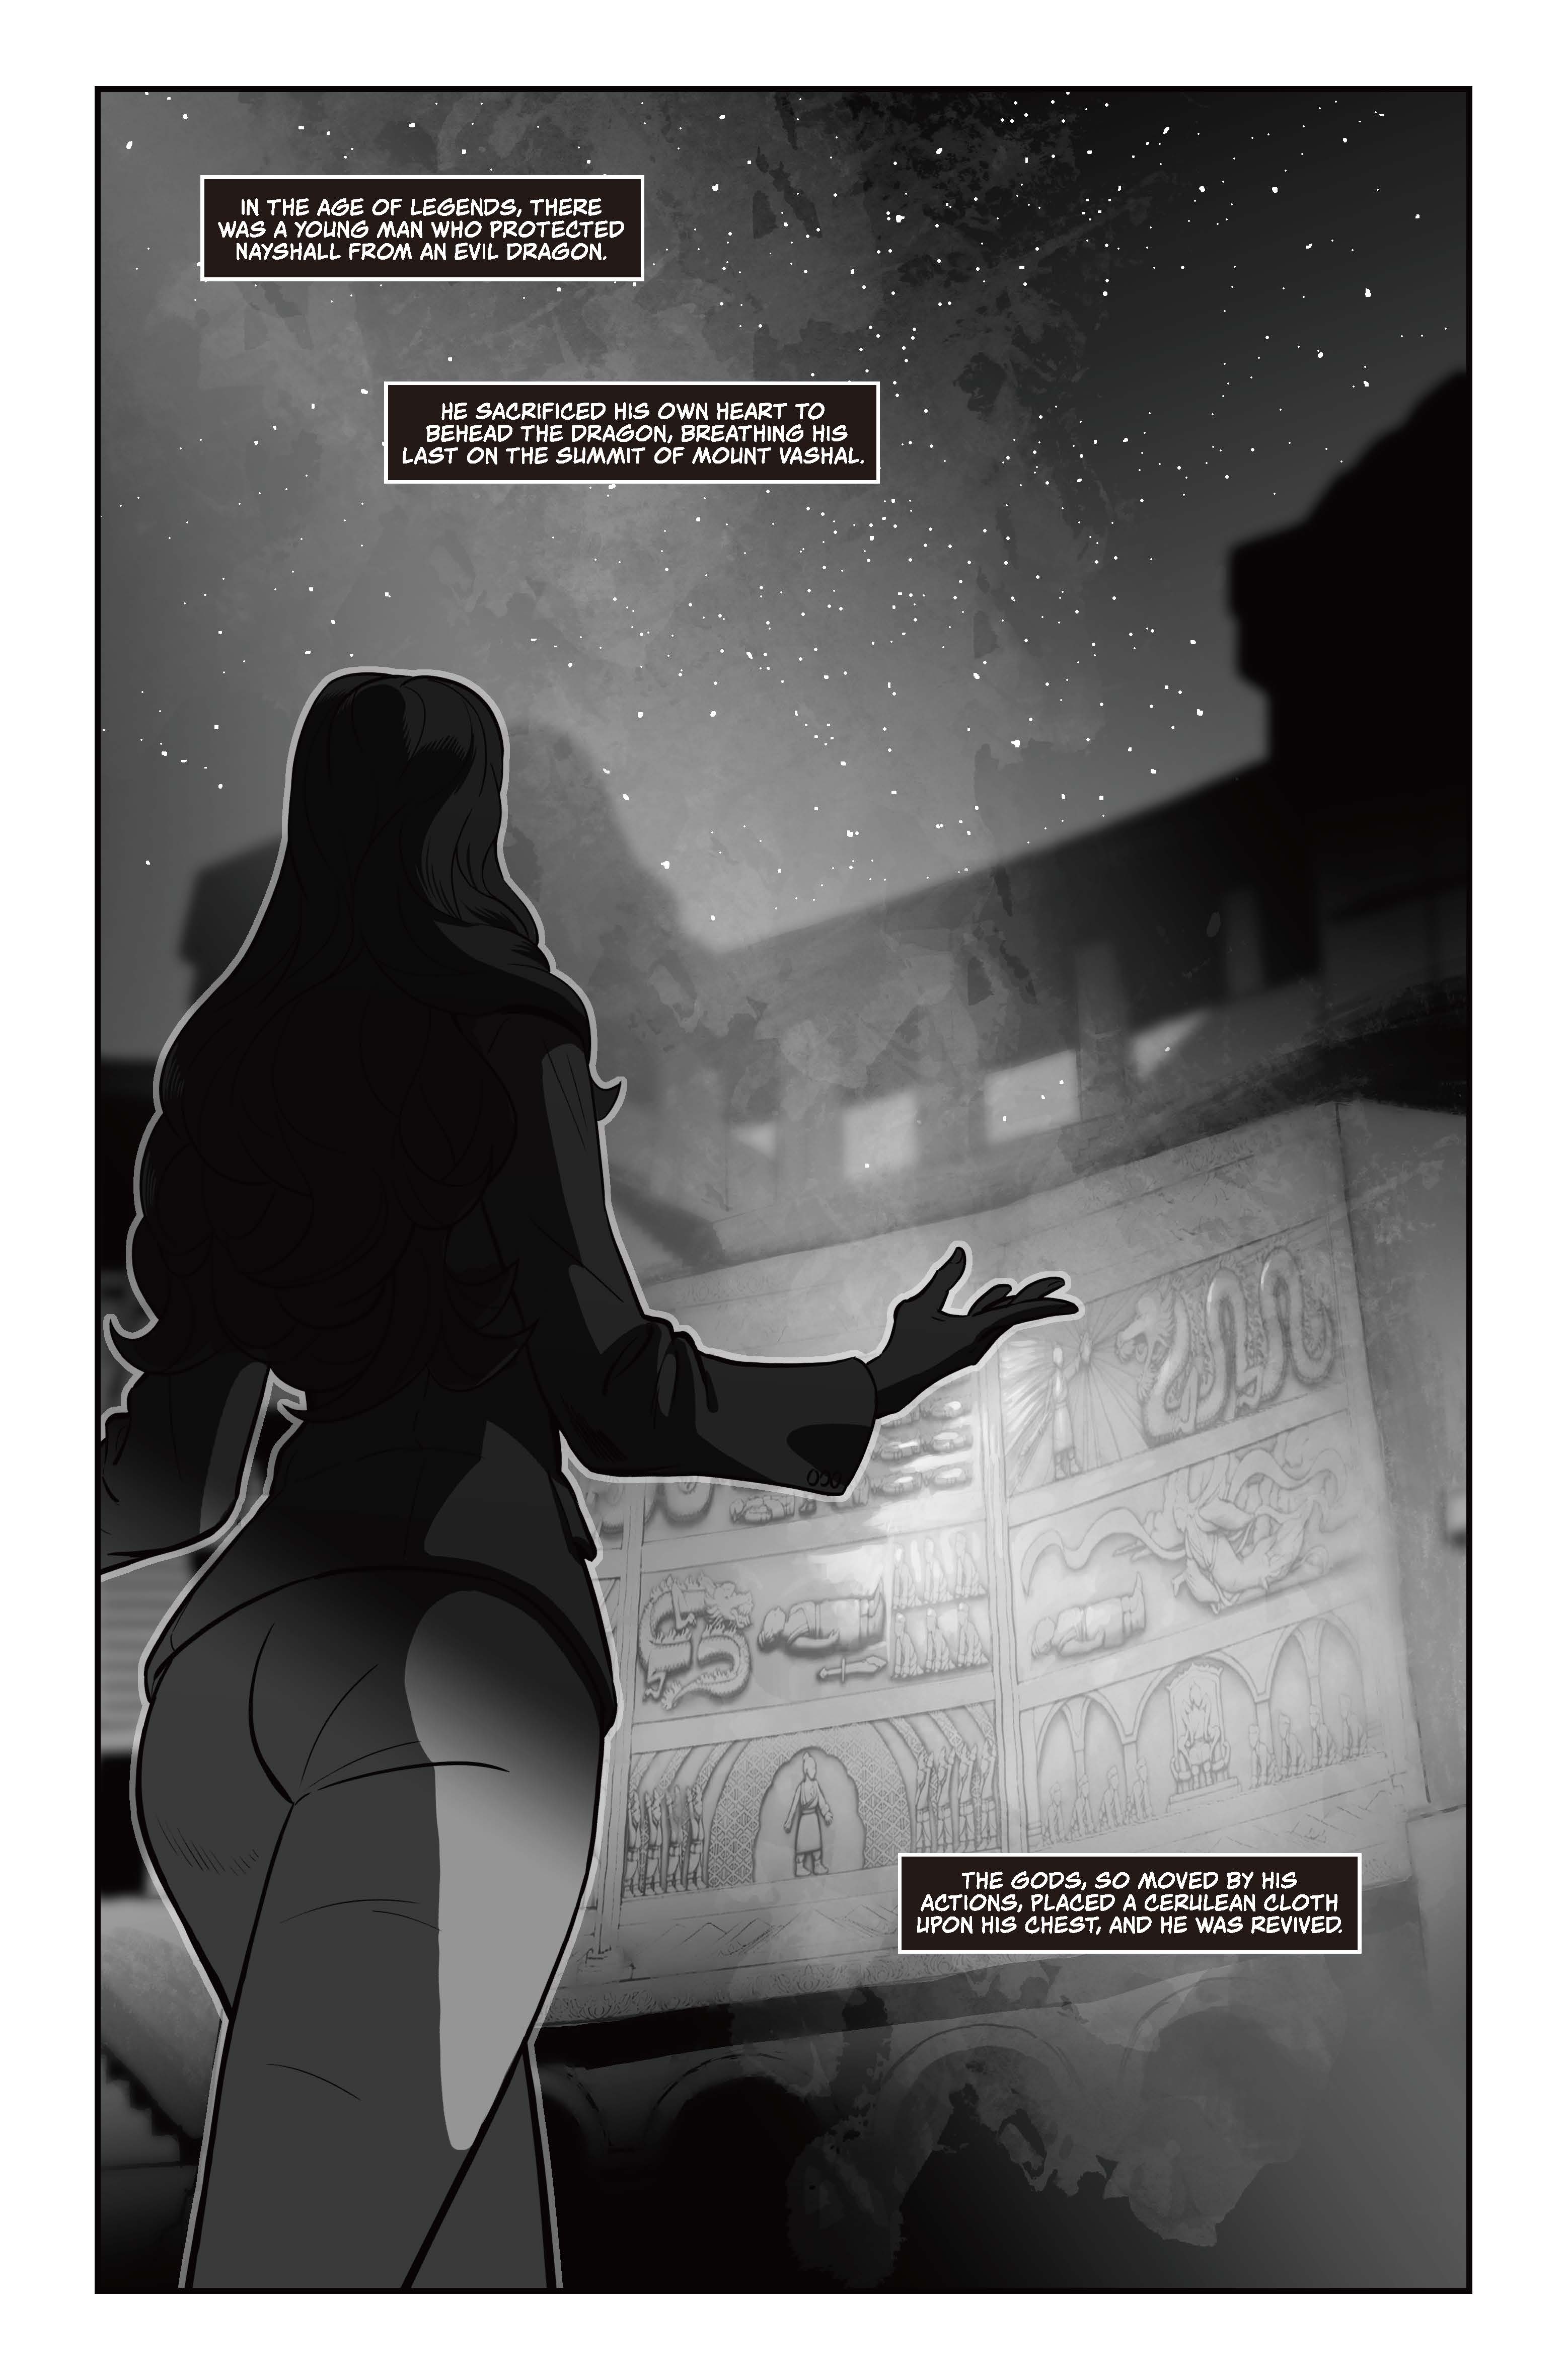 IN THE AGE OF LEGENDS, THERE
WAS A YOUNG MAN WHO PROTECTED
NAYSHALL FROM AN EVIL DRAGON.
HE SACRIFICED HIS OWN HEART TO
BEHEAD THE DRAGON, BREATHING HIS
LAST ON THE SUMMIT OF MOUNT VASHAL.
THE GODS, SO MOVED BY HIS
ACTIONS, PLACED A CERULEAN CLOTH
UPON HIS CHEST, AND HE WAS REVIVED.